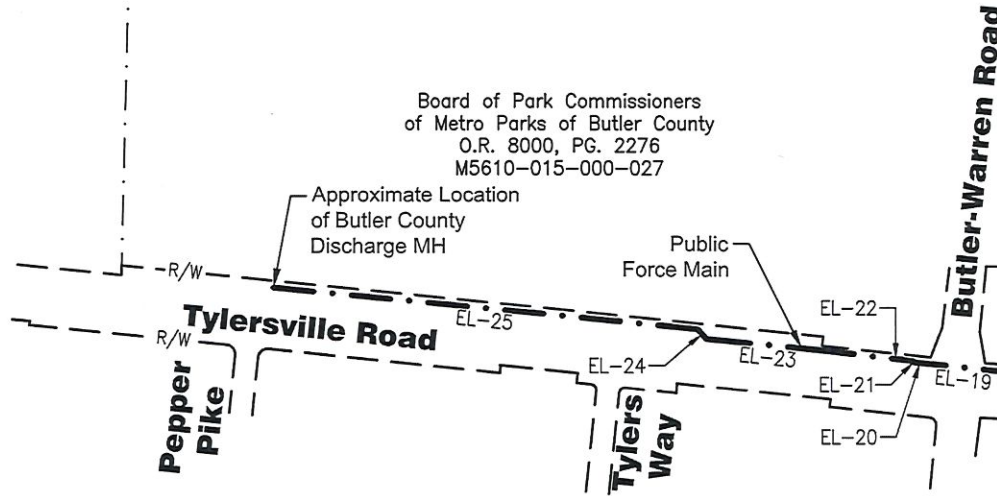 Board of Park Commissioners
of Metro Parks of Butler County
O.R. 8000, PG. 2276
M5610-015-000-027
Butler-Warren Road
Approximate Location
of Butler County
Discharge MH
Public
Force Main
R/W
EL-22
Tylersville Road
EL-25
R/W
EL-24
EL-23
EL-21
EL-19
EL-20
Pepper
Pike
Tylers
Way